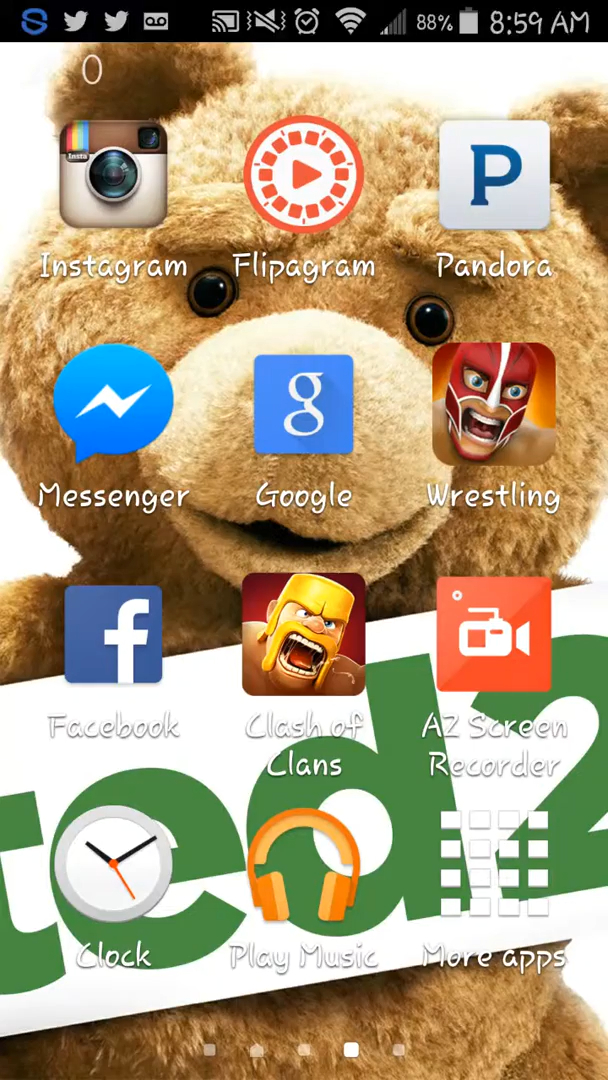 88% 8:59 AM
0
Insta
P
Instagram Flipagram Pandora
g
Messenger Google Wrestling
f
Facebook Clash of Clans AZ Screen Recorder
ted2
Clock Play Music More apps